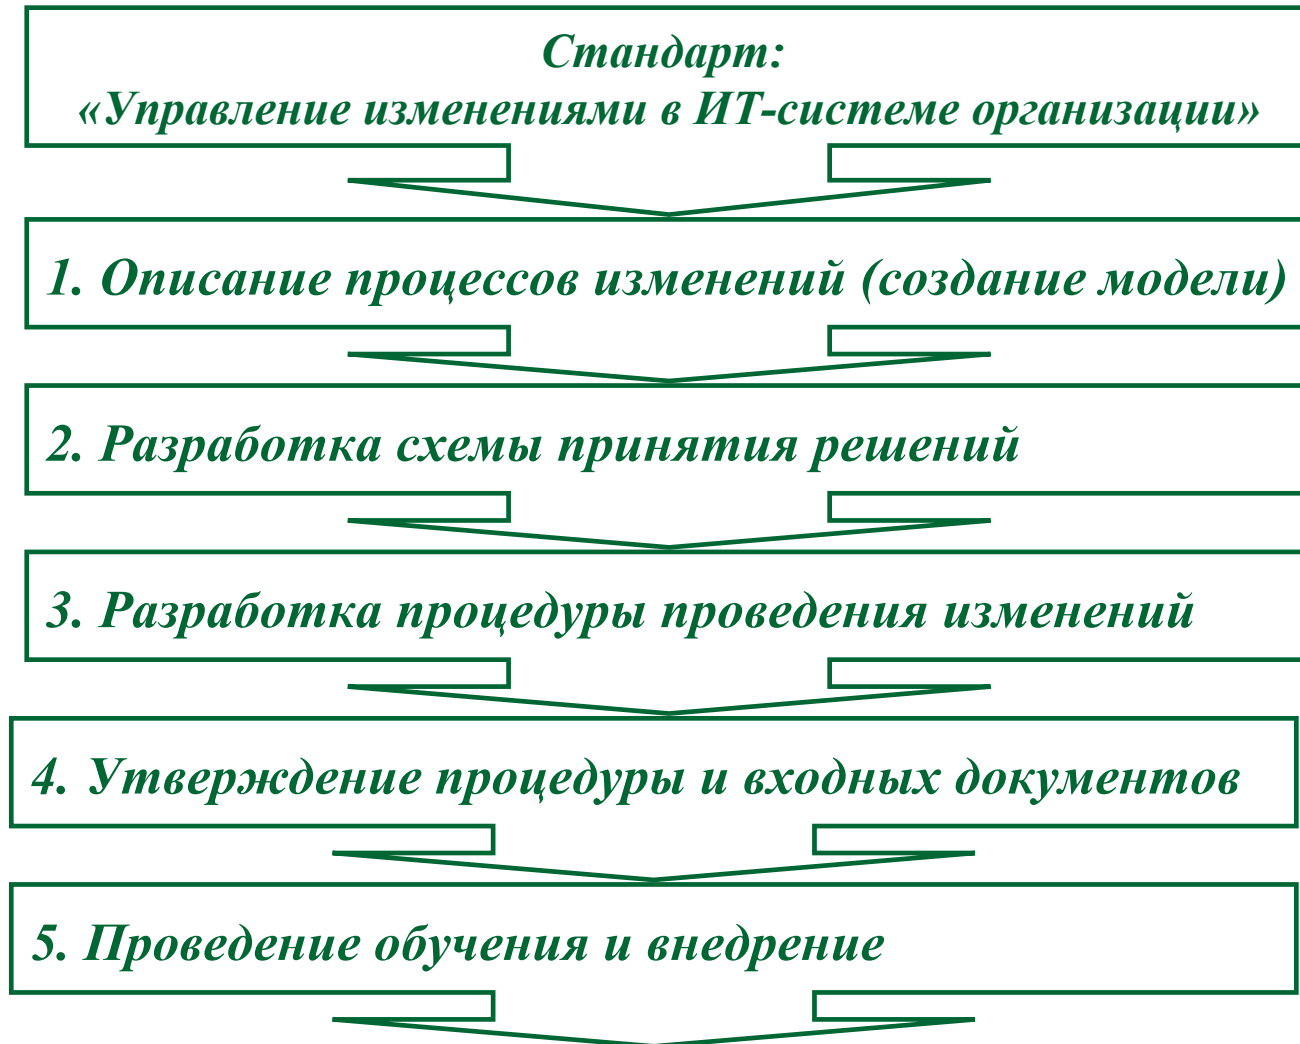 Стандарт:
«Управление изменениями в ИТ-системе организации»
1. Описание процессов изменений (создание модели)
2. Разработка схемы принятия решений
3. Разработка процедуры проведения изменений
4. Утверждение процедуры и входных документов
5. Проведение обучения и внедрение